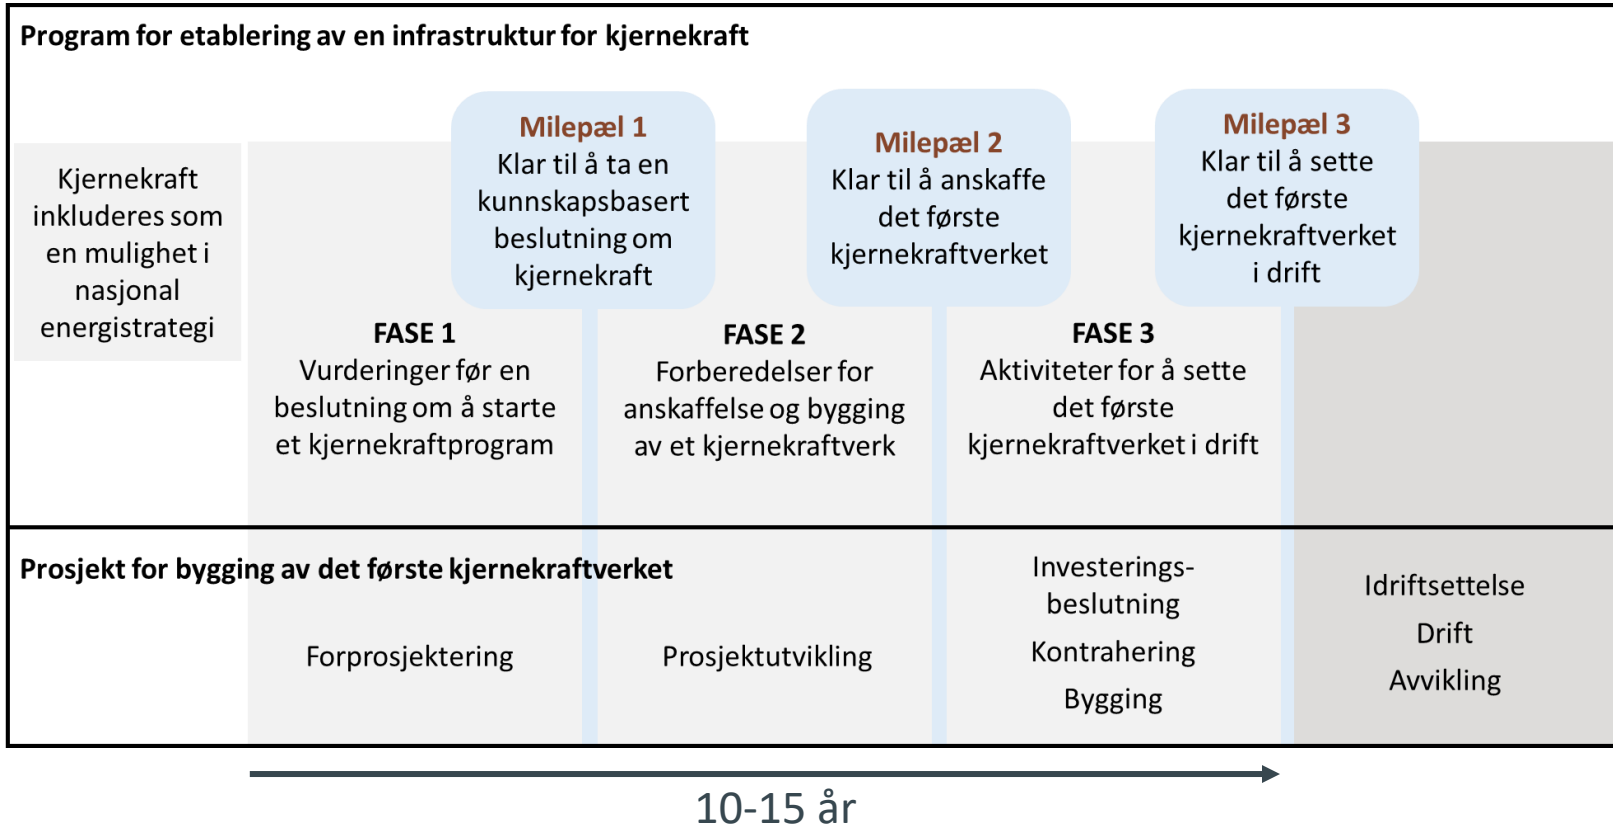 Program for etablering av en infrastruktur for kjernekraft
Kjernekraft
inkluderes som
en mulighet i
nasjonal
energistrategi
Milepæl 1
Klar til å ta en
kunnskapsbasert
beslutning om
kjernekraft
Milepæl 2
Klar til å anskaffe
det første
kjernekraftverket
Milepæl 3
Klar til å sette
det første
kjernekraftverket
i drift
FASE 1
Vurderinger før en
beslutning om å starte
et kjernekraftprogram
FASE 2
Forberedelser for
anskaffelse og bygging
av et kjernekraftverk
FASE 3
Aktiviteter for å sette
det første
kjernekraftverket i drift
Prosjekt for bygging av det første kjernekraftverket
Forprosjektering
Prosjektutvikling
Investerings-
beslutning
Kontrahering
Bygging
Idriftsettelse
Drift
Avvikling
10-15 år